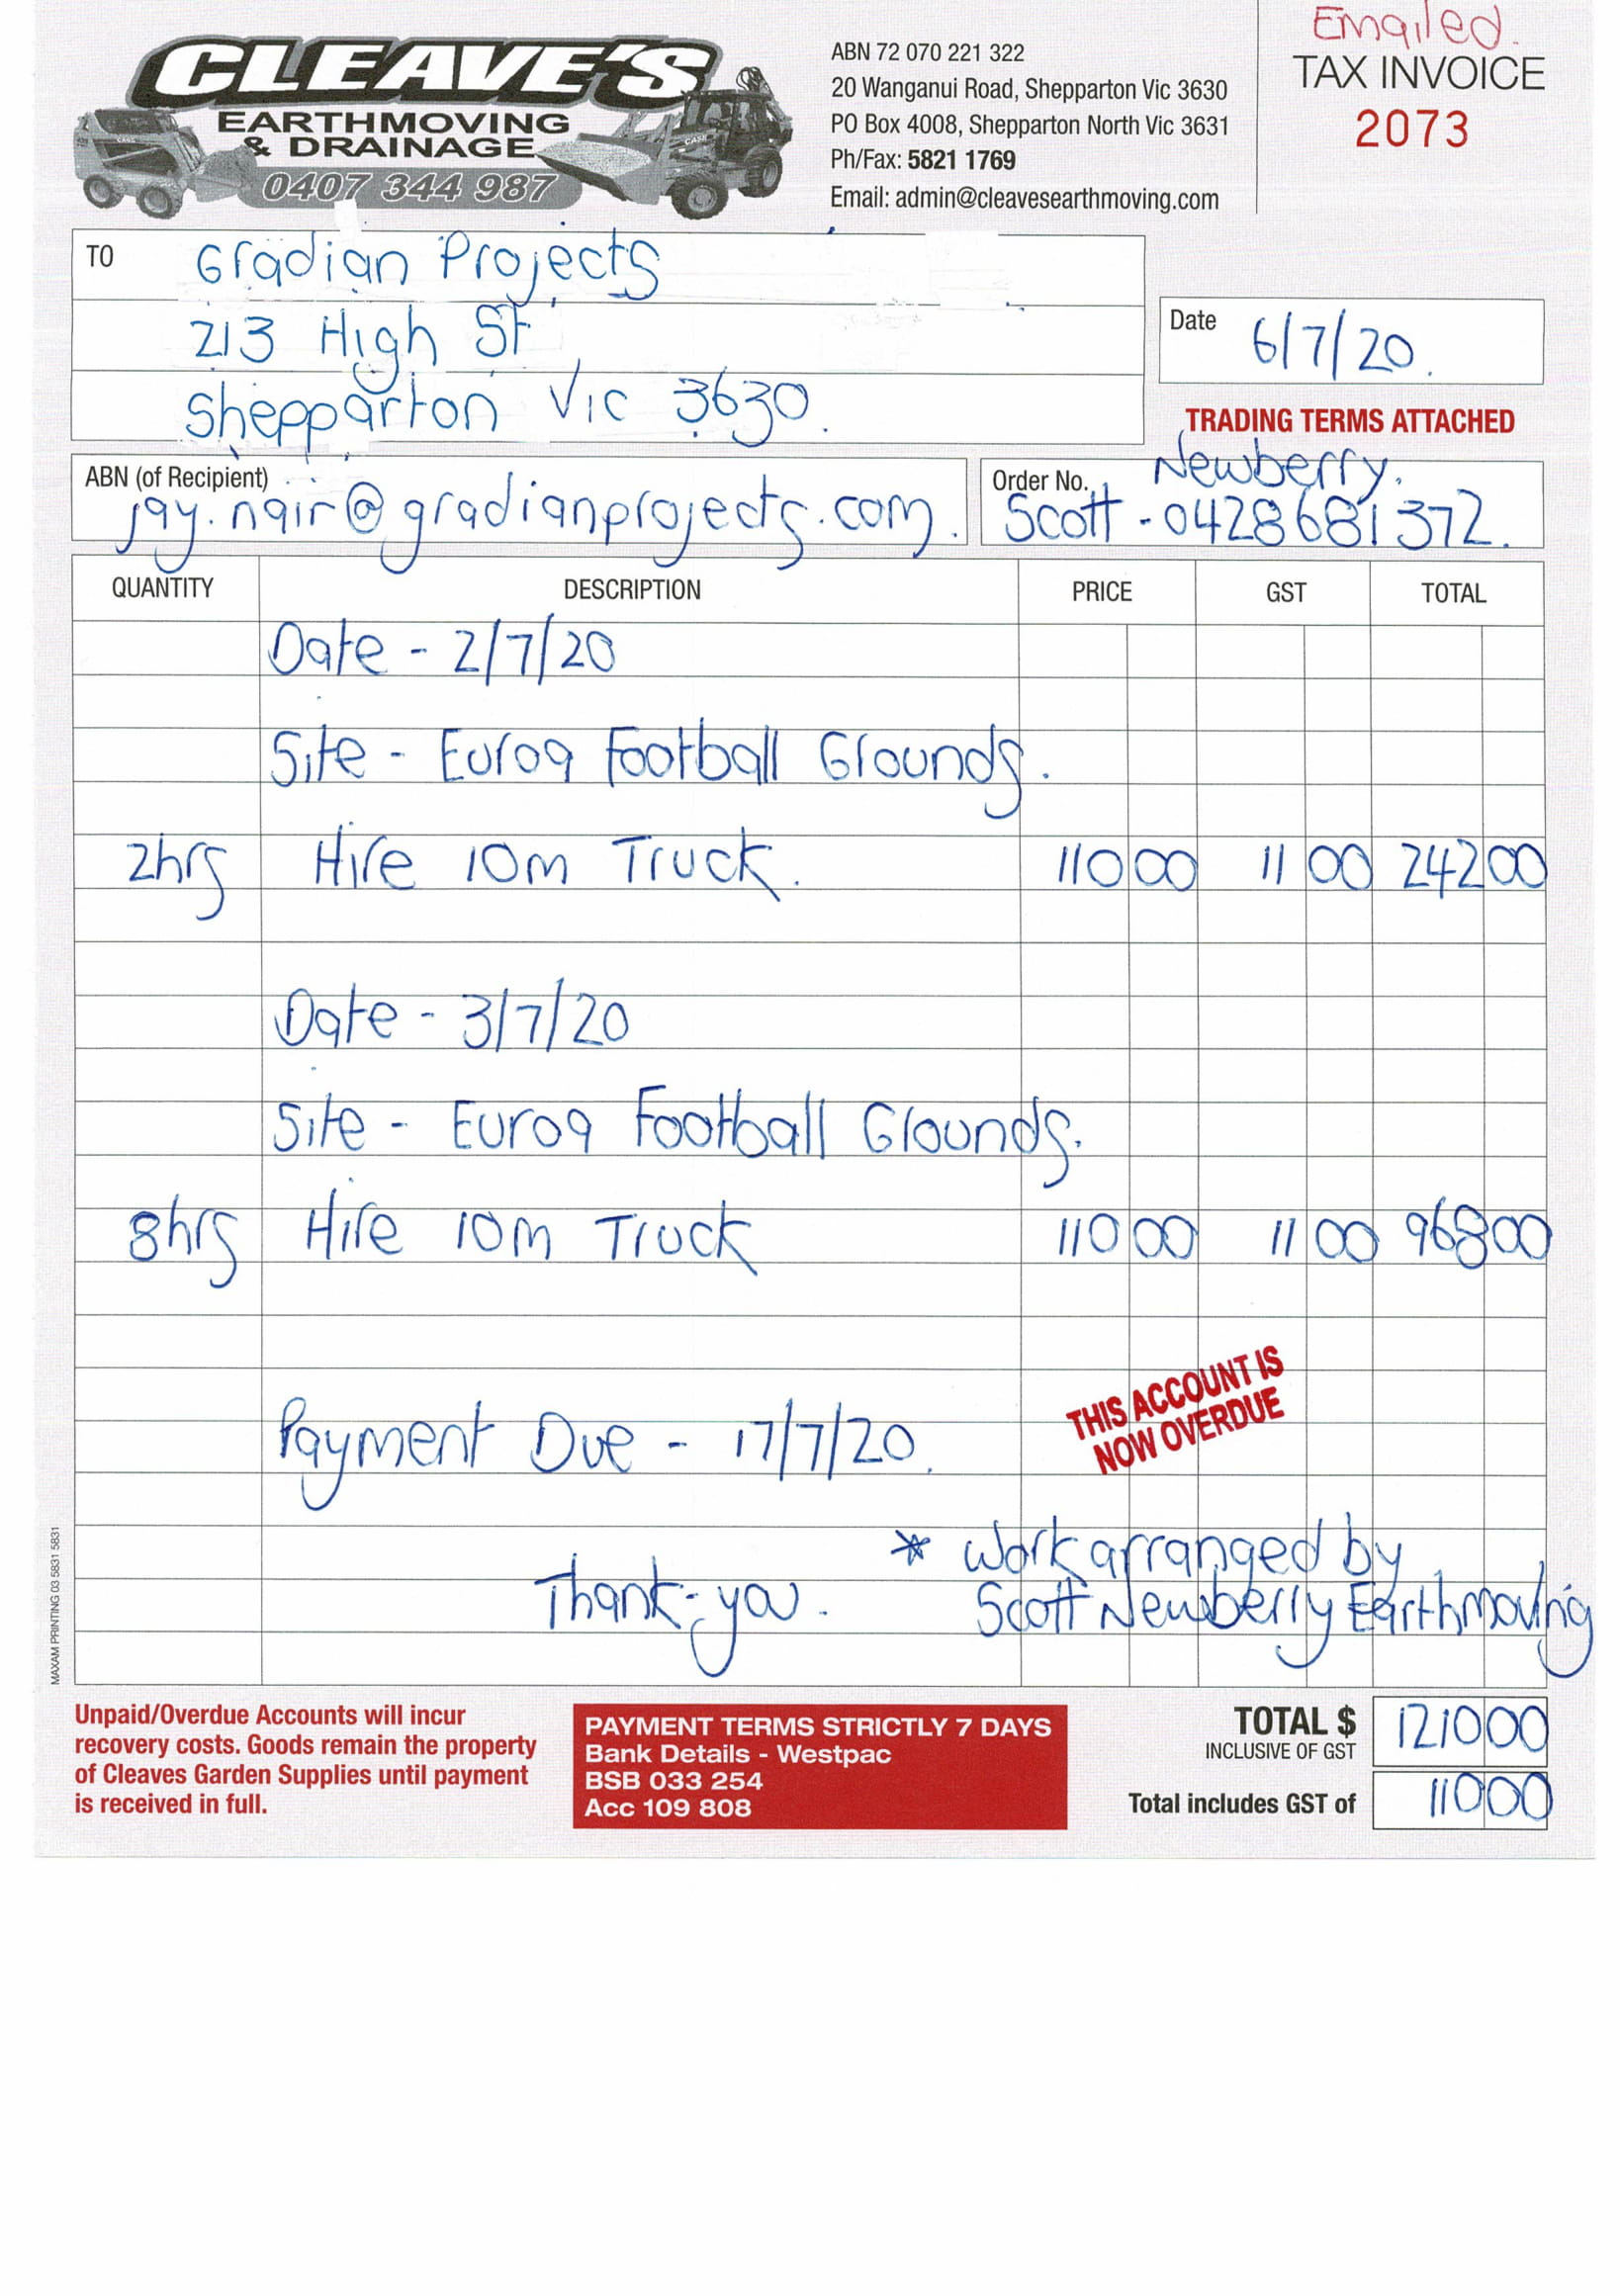 Emailed.
CLEAVE'S
EARTHMOVING
& DRAINAGE
0407 344 987
ABN 72 070 221 322
20 Wanganui Road, Shepparton Vic 3630
PO Box 4008, Shepparton North Vic 3631
Ph/Fax: 5821 1769
Email: admin@cleavesearthmoving.com
TAX INVOICE
2073
TO Gradian Projects
213 High St
Shepparton Vic 3630.
Date 6/7/20.
TRADING TERMS ATTACHED
ABN (of Recipient)
jay.nair@gradianprojects.com.
Order No. Newberry.
Scott - 0428681372.
QUANTITY DESCRIPTION PRICE GST TOTAL
Date - 2/7/20
Site - Euroa Football Grounds.
2hrs Hire 10m Truck. 110 00 11 00 242 00
Date - 3/7/20
Site - Euroa Football Grounds.
8hrs Hire 10m Truck 110 00 11 00 968 00
THIS ACCOUNT IS
NOW OVERDUE
Payment Due - 17/7/20.
* Work arranged by
Scott Newberry Earthmoving
Thank-you.
MAXAM PRINTING 03 5831 5831
Unpaid/Overdue Accounts will incur
recovery costs. Goods remain the property
of Cleaves Garden Supplies until payment
is received in full.
PAYMENT TERMS STRICTLY 7 DAYS
Bank Details - Westpac
BSB 033 254
Acc 109 808
TOTAL $ 1210 00
INCLUSIVE OF GST
Total includes GST of 110 00